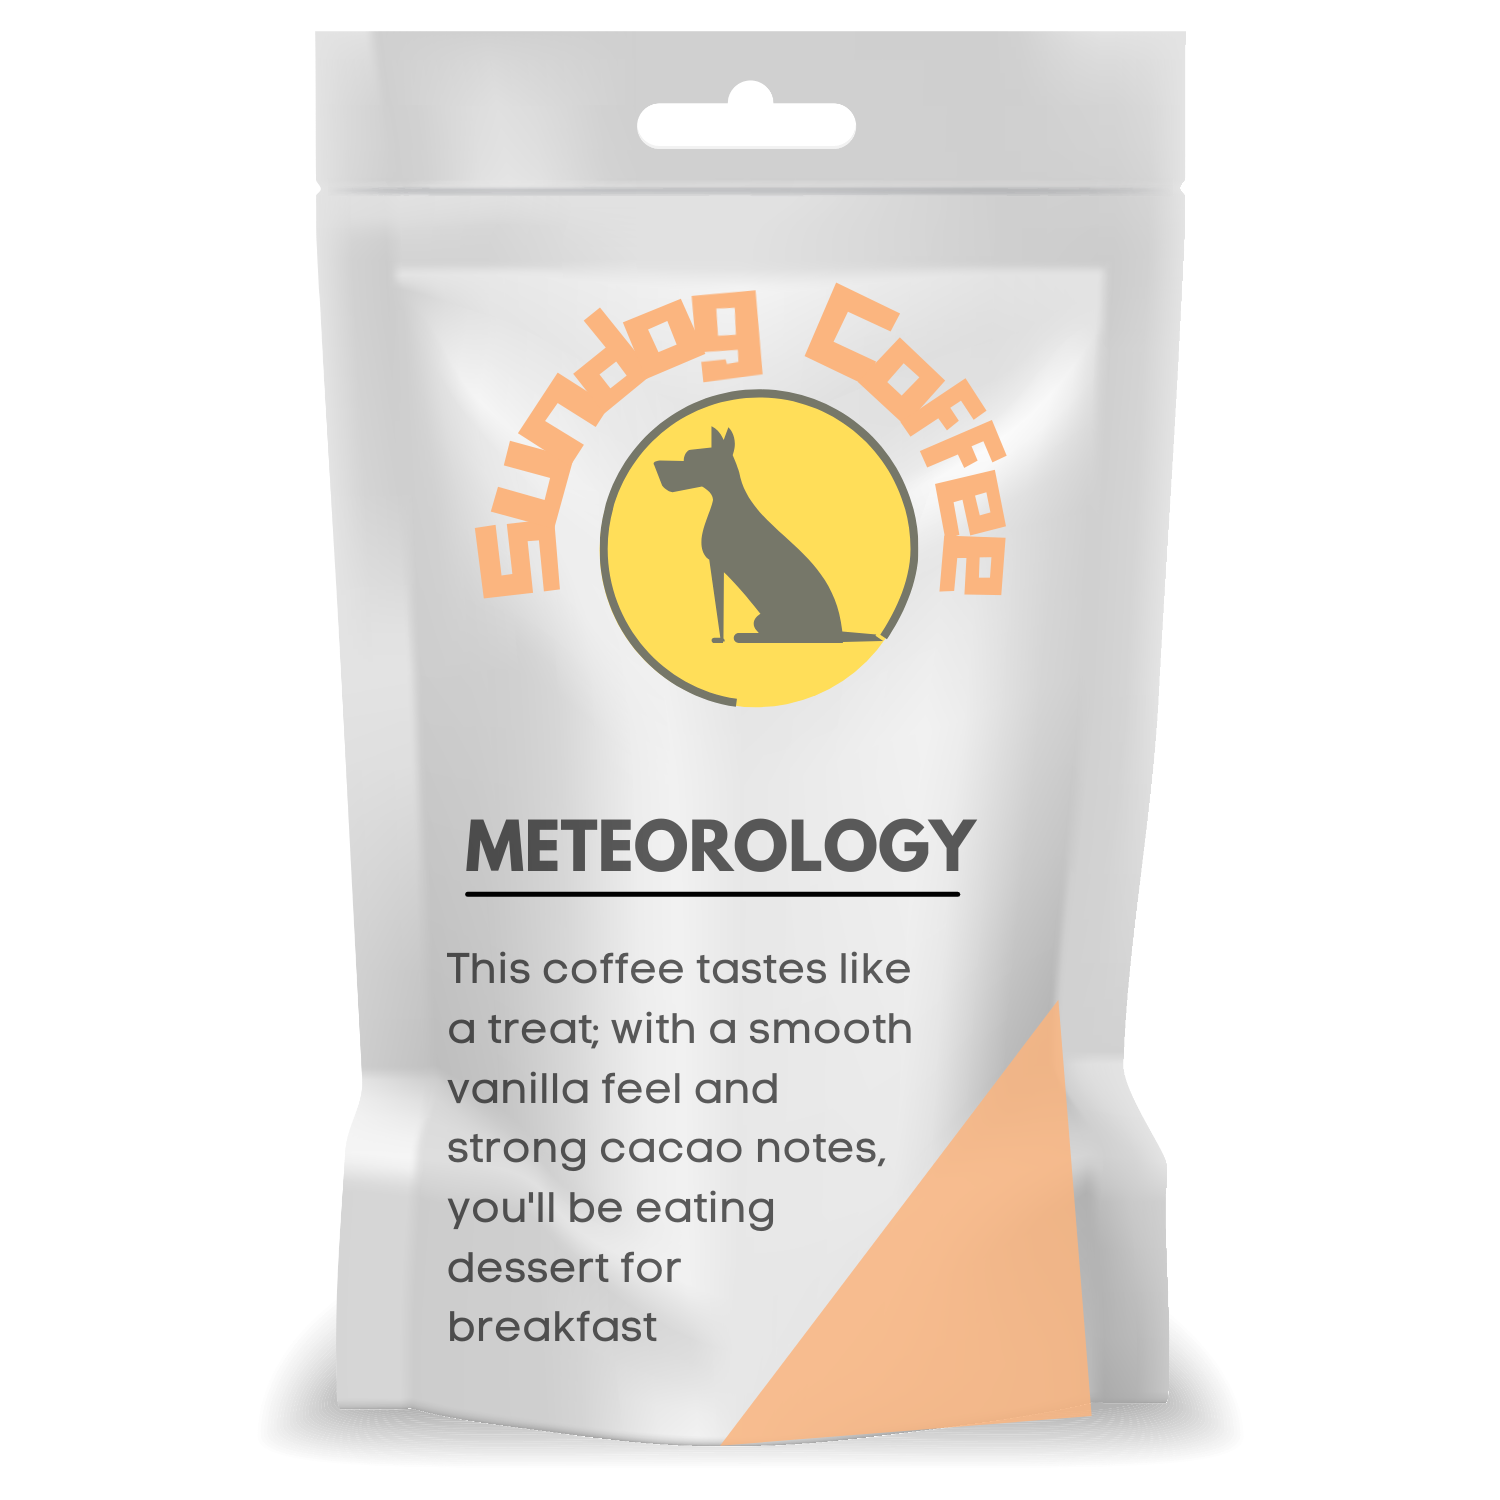 Sundog Coffee
METEOROLOGY
This coffee tastes like
a treat; with a smooth
vanilla feel and
strong cacao notes,
you'll be eating
dessert for
breakfast